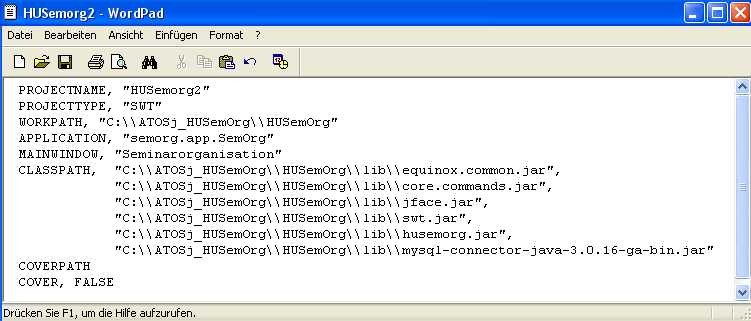 HUSemorg2 - WordPad
Datei Bearbeiten Ansicht Einfügen Format ?
PROJECTNAME, "HUSemorg2"
PROJECTTYPE, "SWT"
WORKPATH, "C:\\ATOSj_HUSemOrg\\HUSemOrg"
APPLICATION, "semorg.app.SemOrg"
MAINWINDOW, "Seminarorganisation"
CLASSPATH, "C:\\ATOSj_HUSemOrg\\HUSemOrg\\lib\\equinox.common.jar",
"C:\\ATOSj_HUSemOrg\\HUSemOrg\\lib\\core.commands.jar",
"C:\\ATOSj_HUSemOrg\\HUSemOrg\\lib\\jface.jar",
"C:\\ATOSj_HUSemOrg\\HUSemOrg\\lib\\swt.jar",
"C:\\ATOSj_HUSemOrg\\HUSemOrg\\lib\\husemorg.jar",
"C:\\ATOSj_HUSemOrg\\HUSemOrg\\lib\\mysql-connector-java-3.0.16-ga-bin.jar"
COVERPATH
COVER, FALSE
Drücken Sie F1, um die Hilfe aufzurufen.